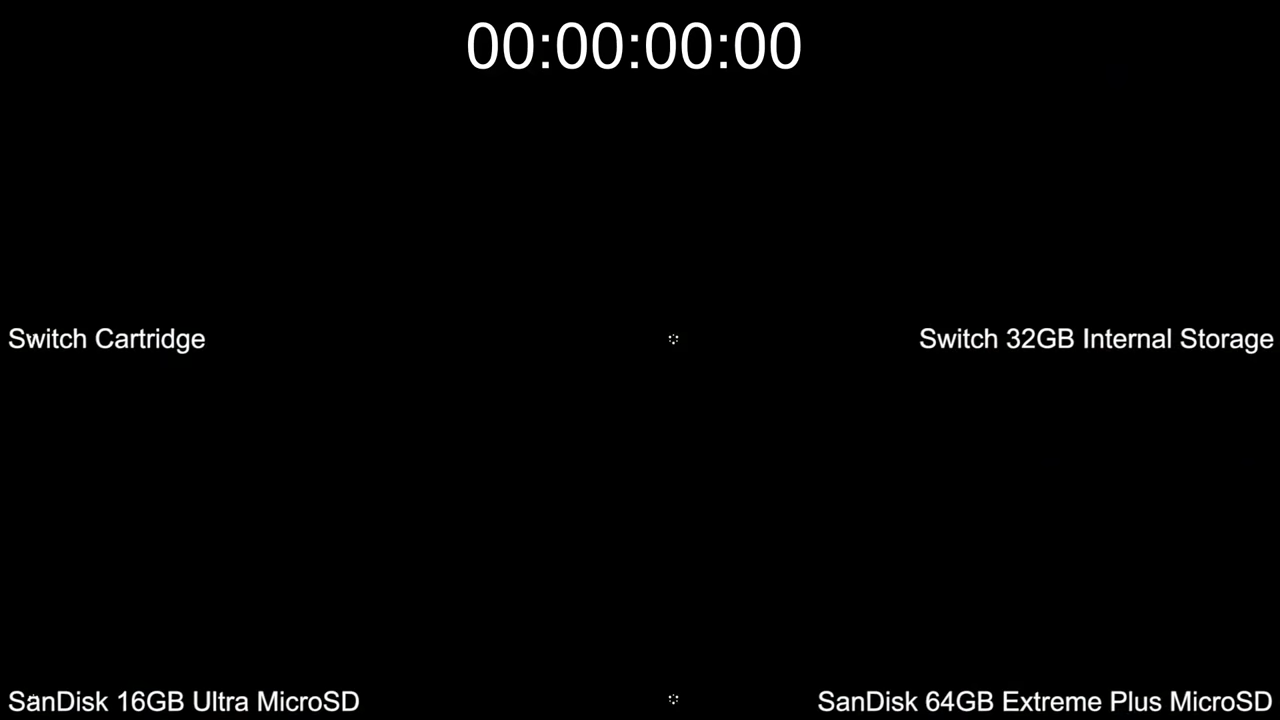 00:00:00:00
Switch Cartridge
Switch 32GB Internal Storage
SanDisk 16GB Ultra MicroSD
SanDisk 64GB Extreme Plus MicroSD